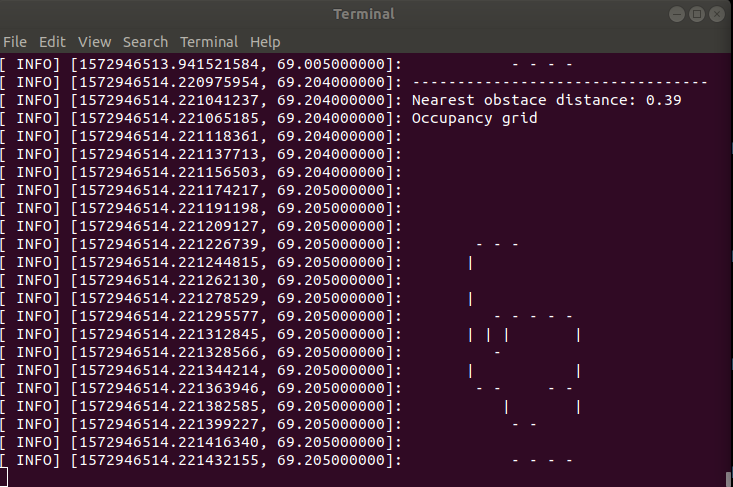 Terminal
File Edit View Search Terminal Help
[ INFO] [1572946513.941521584, 69.005000000]:            - - - -
[ INFO] [1572946514.220975954, 69.204000000]: ---------------------------------
[ INFO] [1572946514.221041237, 69.204000000]: Nearest obstace distance: 0.39
[ INFO] [1572946514.221065185, 69.204000000]: Occupancy grid
[ INFO] [1572946514.221118361, 69.204000000]:
[ INFO] [1572946514.221137713, 69.204000000]:
[ INFO] [1572946514.221156503, 69.204000000]:
[ INFO] [1572946514.221174217, 69.205000000]:
[ INFO] [1572946514.221191198, 69.205000000]:
[ INFO] [1572946514.221209127, 69.205000000]:
[ INFO] [1572946514.221226739, 69.205000000]:        - - -
[ INFO] [1572946514.221244815, 69.205000000]:       |
[ INFO] [1572946514.221262130, 69.205000000]:
[ INFO] [1572946514.221278529, 69.205000000]:       |
[ INFO] [1572946514.221295577, 69.205000000]:          - - - - -
[ INFO] [1572946514.221312845, 69.205000000]:       | | |       |
[ INFO] [1572946514.221328566, 69.205000000]:          -
[ INFO] [1572946514.221344214, 69.205000000]:       |           |
[ INFO] [1572946514.221363946, 69.205000000]:        - -     - -
[ INFO] [1572946514.221382585, 69.205000000]:           |       |
[ INFO] [1572946514.221399227, 69.205000000]:            - -
[ INFO] [1572946514.221416340, 69.205000000]:
[ INFO] [1572946514.221432155, 69.205000000]:            - - - -